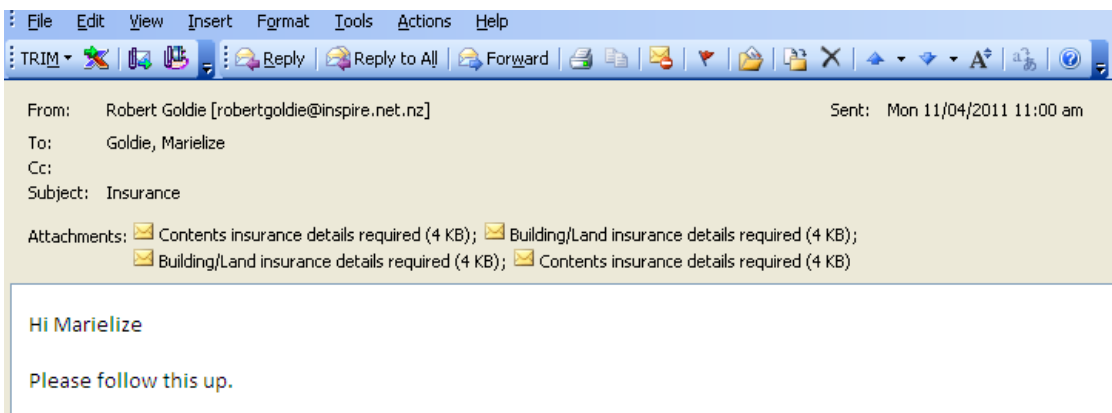 File Edit View Insert Format Tools Actions Help
TRIM Reply Reply to All Forward
From: Robert Goldie [robertgoldie@inspire.net.nz] Sent: Mon 11/04/2011 11:00 am
To: Goldie, Marielize
Cc:
Subject: Insurance
Attachments: Contents insurance details required (4 KB); Building/Land insurance details required (4 KB);
Building/Land insurance details required (4 KB); Contents insurance details required (4 KB)
Hi Marielize
Please follow this up.